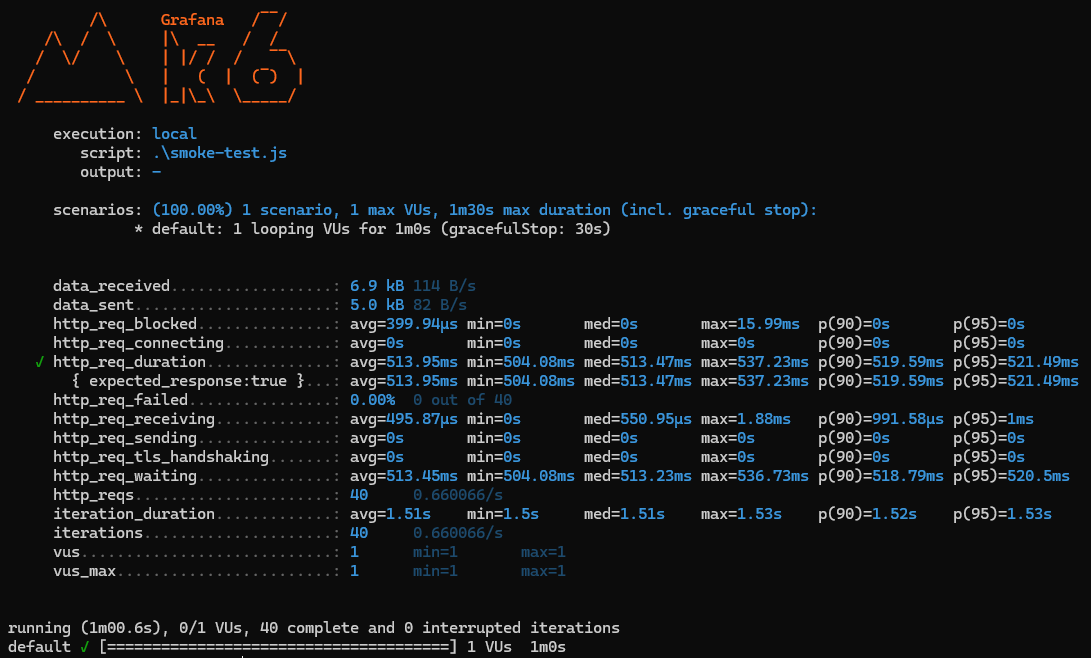 /\      Grafana   /‾‾/
    /\  /  \     |\  __   /  /
   /  \/    \    | |/ /  /   ‾‾\
  /          \   |   (  |  (‾)  |
 / __________ \  |_|\_\  \_____/

     execution: local
        script: .\smoke-test.js
        output: -

     scenarios: (100.00%) 1 scenario, 1 max VUs, 1m30s max duration (incl. graceful stop):
              * default: 1 looping VUs for 1m0s (gracefulStop: 30s)

     data_received..................: 6.9 kB 114 B/s
     data_sent......................: 5.0 kB 82 B/s
     http_req_blocked...............: avg=399.94µs min=0s       med=0s       max=15.99ms  p(90)=0s       p(95)=0s
     http_req_connecting............: avg=0s       min=0s       med=0s       max=0s       p(90)=0s       p(95)=0s
   ✓ http_req_duration..............: avg=513.95ms min=504.08ms med=513.47ms max=537.23ms p(90)=519.59ms p(95)=521.49ms
       { expected_response:true }...: avg=513.95ms min=504.08ms med=513.47ms max=537.23ms p(90)=519.59ms p(95)=521.49ms
     http_req_failed................: 0.00%  0 out of 40
     http_req_receiving.............: avg=495.87µs min=0s       med=550.95µs max=1.88ms   p(90)=991.58µs p(95)=1ms
     http_req_sending...............: avg=0s       min=0s       med=0s       max=0s       p(90)=0s       p(95)=0s
     http_req_tls_handshaking.......: avg=0s       min=0s       med=0s       max=0s       p(90)=0s       p(95)=0s
     http_req_waiting...............: avg=513.45ms min=504.08ms med=513.23ms max=536.73ms p(90)=518.79ms p(95)=520.5ms
     http_reqs......................: 40     0.660066/s
     iteration_duration.............: avg=1.51s    min=1.5s     med=1.51s    max=1.53s    p(90)=1.52s    p(95)=1.53s
     iterations.....................: 40     0.660066/s
     vus............................: 1      min=1       max=1
     vus_max........................: 1      min=1       max=1

running (1m00.6s), 0/1 VUs, 40 complete and 0 interrupted iterations
default ✓ [======================================] 1 VUs  1m0s